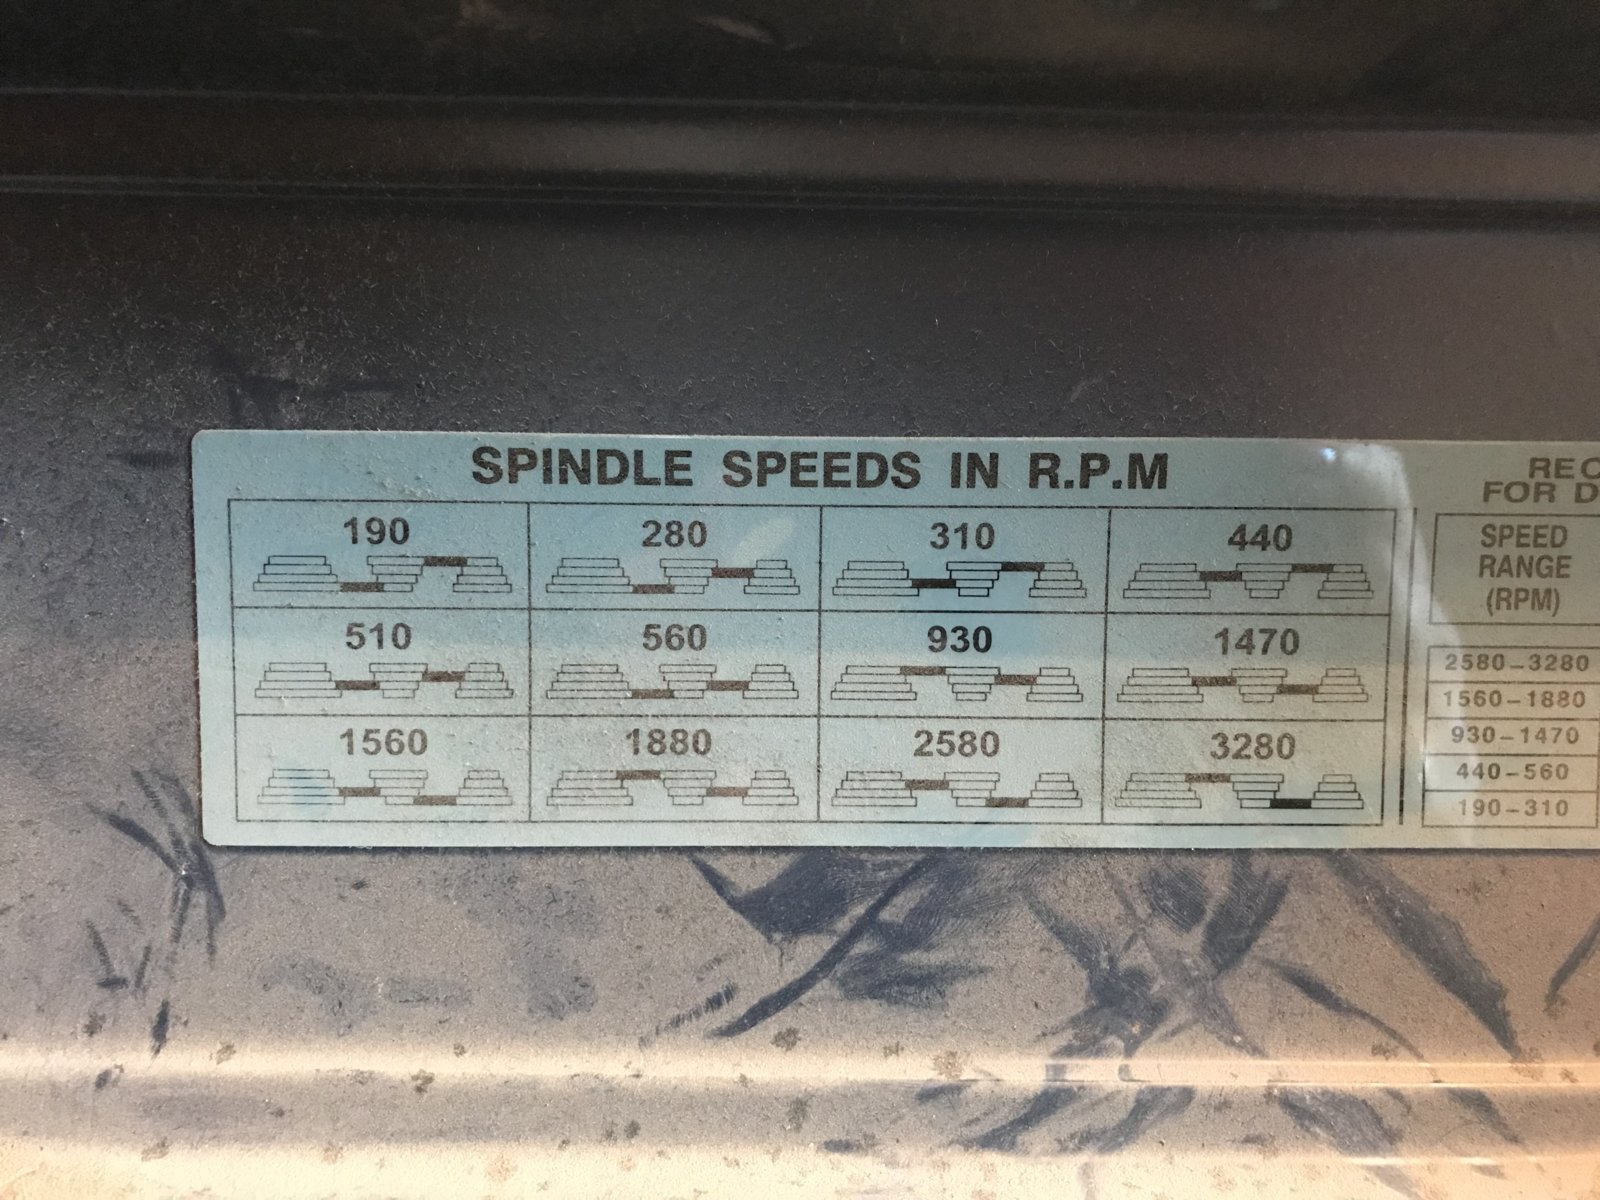 SPINDLE SPEEDS IN R.P.M
190 280 310 440
510 560 930 1470
1560 1880 2580 3280
FOR
SPEED
RANGE
(RPM)
2580-3280
1560-1880
930-1470
440-560
190-310